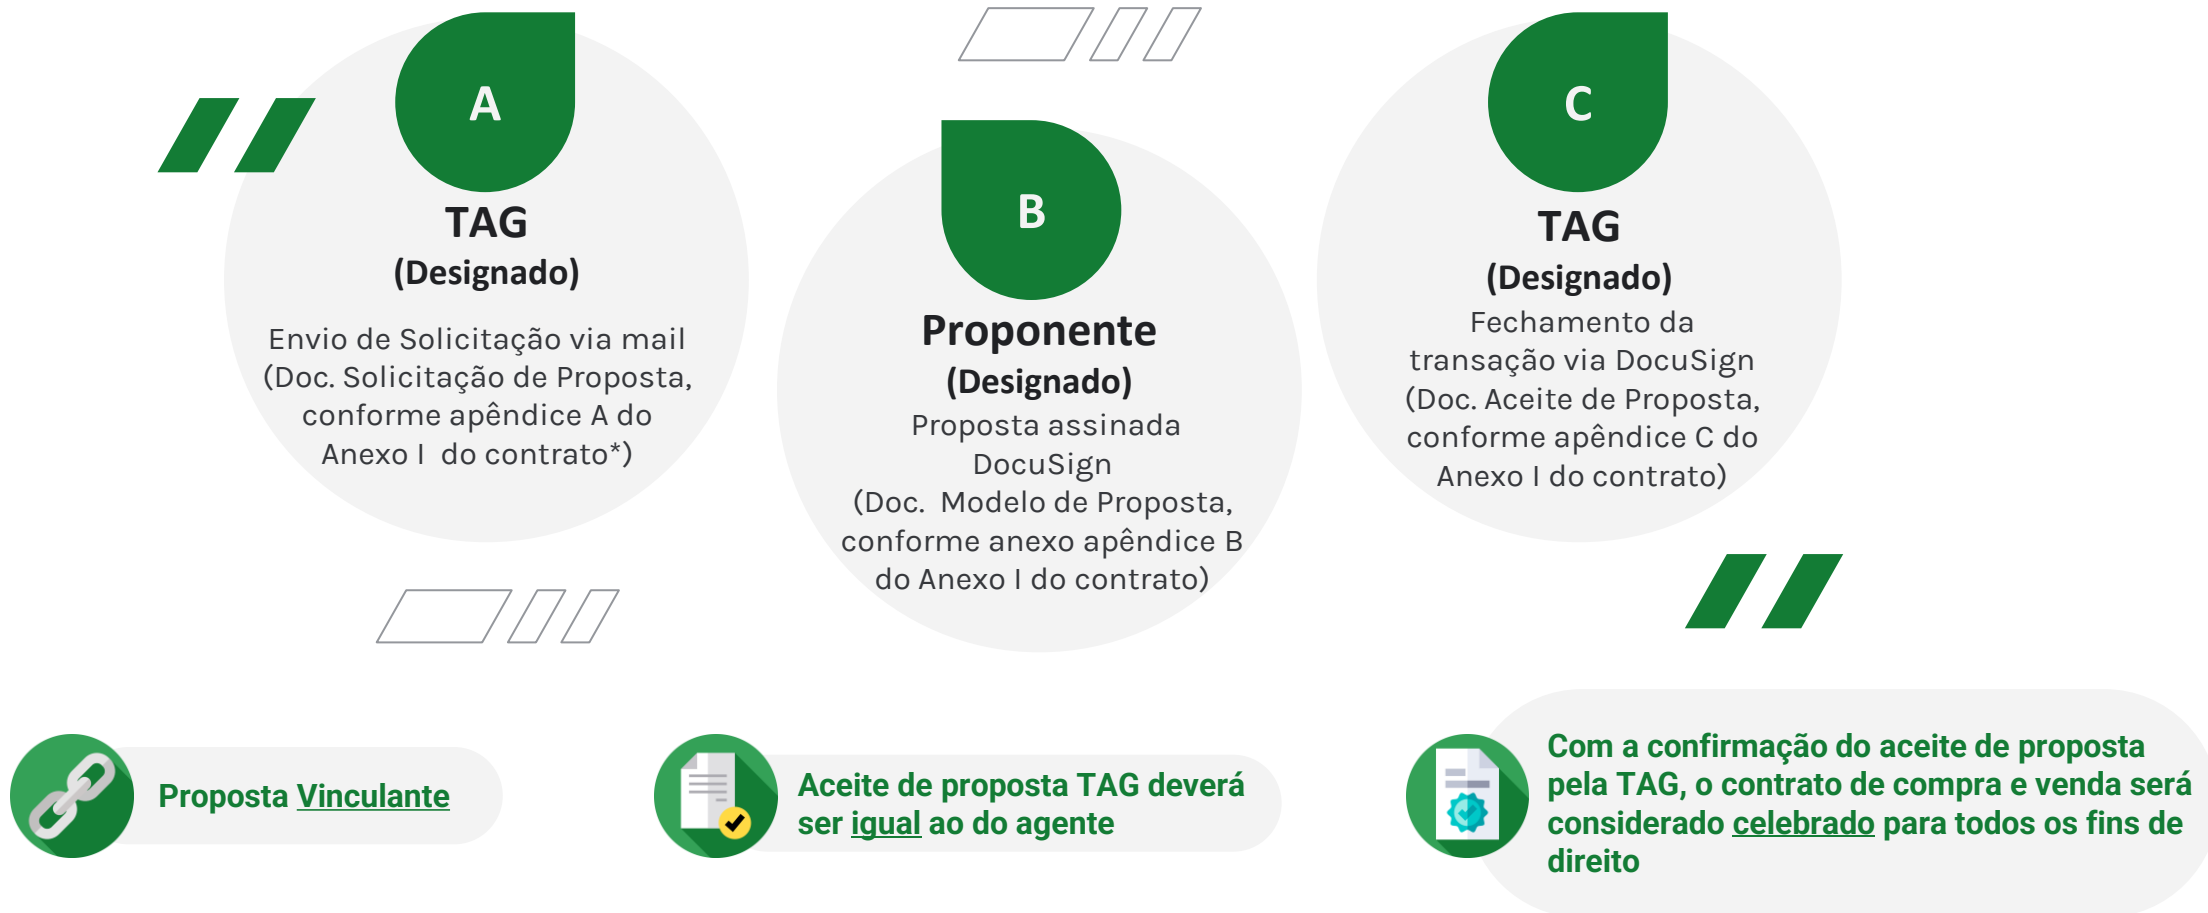 A
TAG
(Designado)
Envio de Solicitação via mail
(Doc. Solicitação de Proposta,
conforme apêndice A do
Anexo I  do contrato*)
B
Proponente
(Designado)
Proposta assinada
DocuSign
(Doc.  Modelo de Proposta,
conforme anexo apêndice B
do Anexo I do contrato)
C
TAG
(Designado)
Fechamento da
transação via DocuSign
(Doc. Aceite de Proposta,
conforme apêndice C do
Anexo I do contrato)
Proposta Vinculante
Aceite de proposta TAG deverá
ser igual ao do agente
Com a confirmação do aceite de proposta
pela TAG, o contrato de compra e venda será
considerado celebrado para todos os fins de
direito